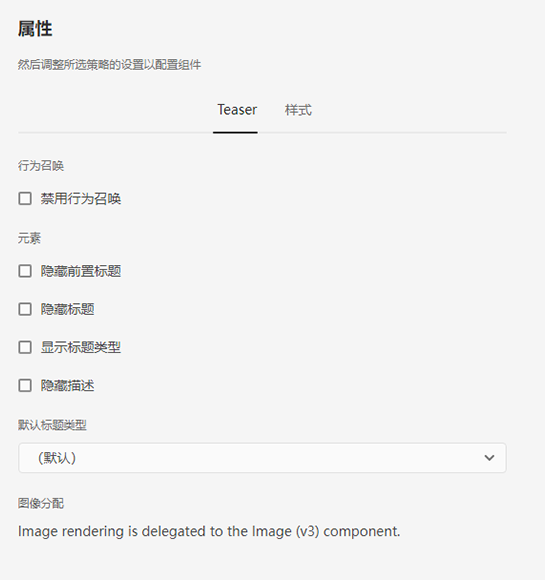 属性
然后调整所选策略的设置以配置组件
Teaser 样式
行为召唤
禁用行为召唤
元素
隐藏前置标题
隐藏标题
显示标题类型
隐藏描述
默认标题类型
（默认）
图像分配
Image rendering is delegated to the Image (v3) component.